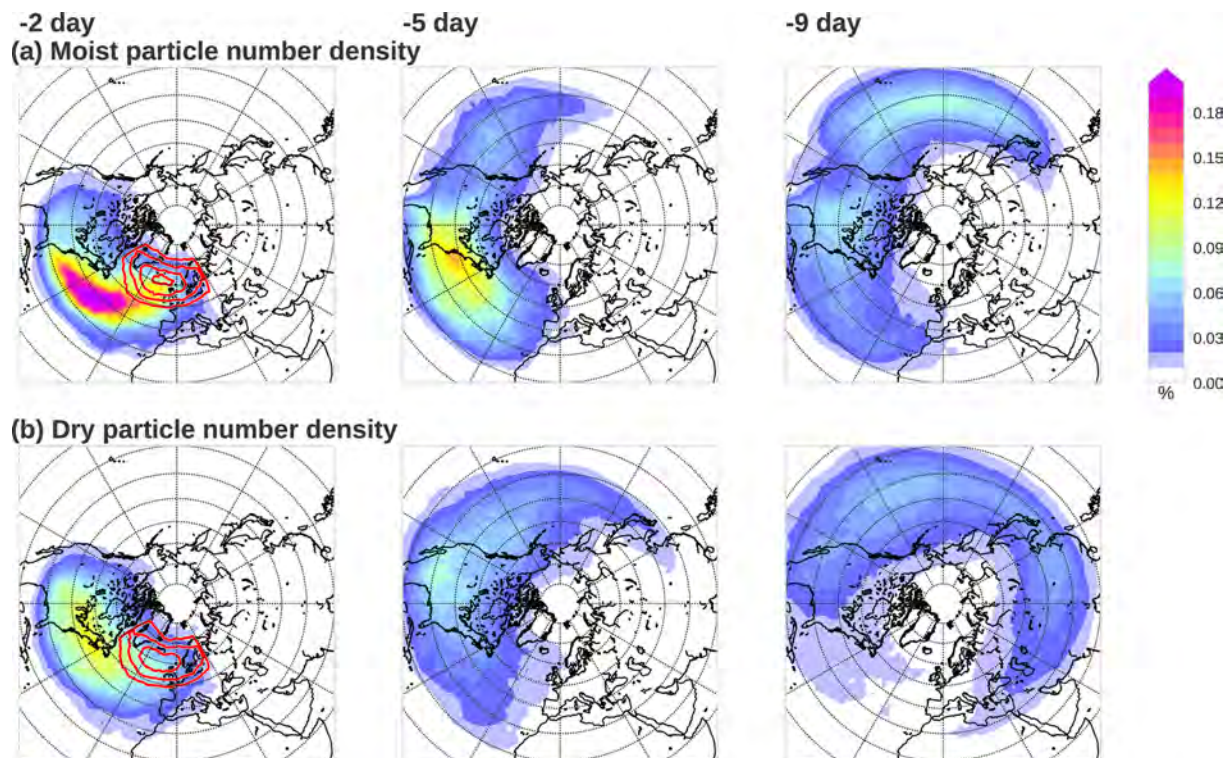 -2 day -5 day -9 day
(a) Moist particle number density
0.18
0.15
0.12
0.09
0.06
0.03
0.00
%
(b) Dry particle number density